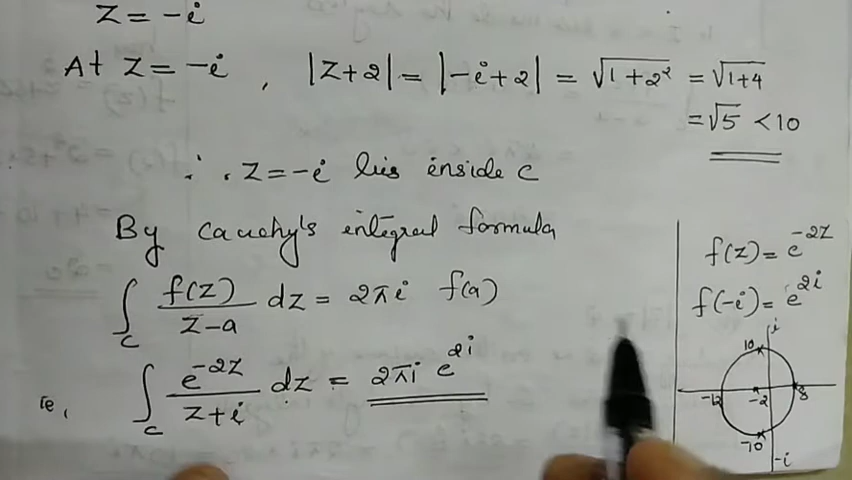 z = -i
At z = -i , |z+2| = |-i+2| = √(1+2²) = √(1+4)
= √5 < 10
∴ z = -i lies inside c
By cauchy's integral formula
∫_c f(z)/(z-a) dz = 2πi f(a)
ie, ∫_c e^(-2z)/(z+i) dz = 2πi e^(2i)
f(z) = e^(-2z)
f(-i) = e^(2i)
i
10
-12 -2 8
-10
-i